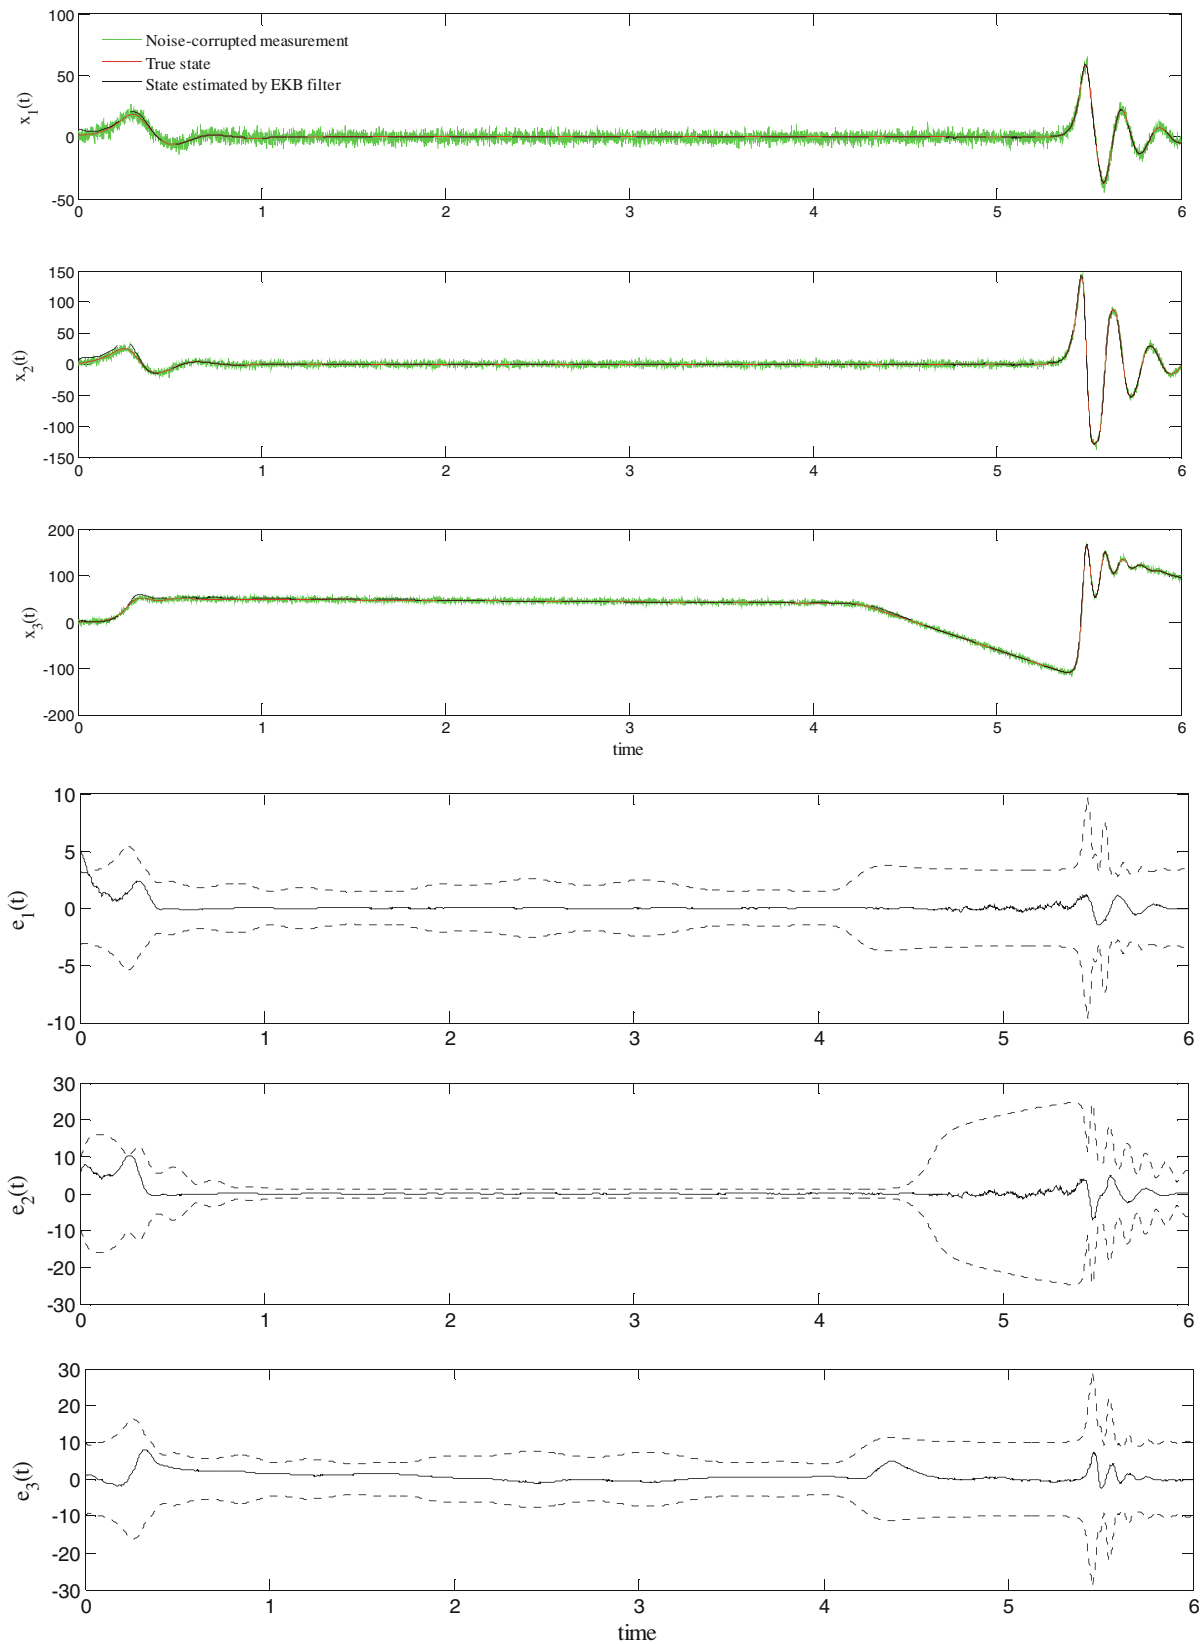 100
50
0
-50
x1(t)
Noise-corrupted measurement
True state
State estimated by EKB filter
0 1 2 3 4 5 6
150
100
50
0
-50
-100
-150
x2(t)
0 1 2 3 4 5 6
200
100
0
-100
-200
x3(t)
0 1 2 3 4 5 6
time
10
5
0
-5
-10
e1(t)
0 1 2 3 4 5 6
30
20
10
0
-10
-20
-30
e2(t)
0 1 2 3 4 5 6
30
20
10
0
-10
-20
-30
e3(t)
0 1 2 3 4 5 6
time